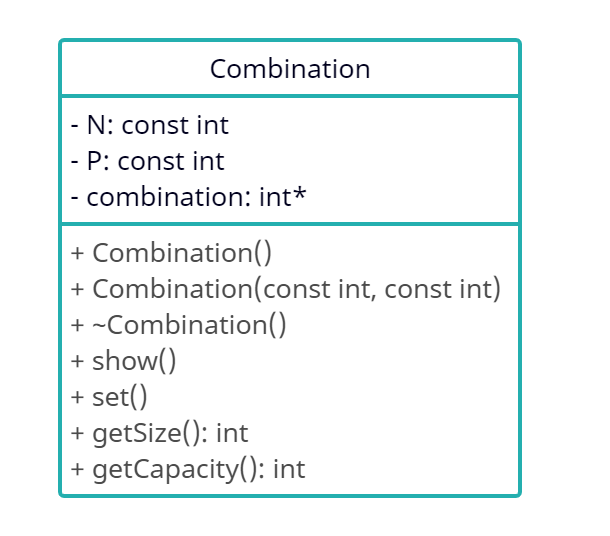 Combination
- N: const int
- P: const int
- combination: int*
+ Combination()
+ Combination(const int, const int)
+ ~Combination()
+ show()
+ set()
+ getSize(): int
+ getCapacity(): int